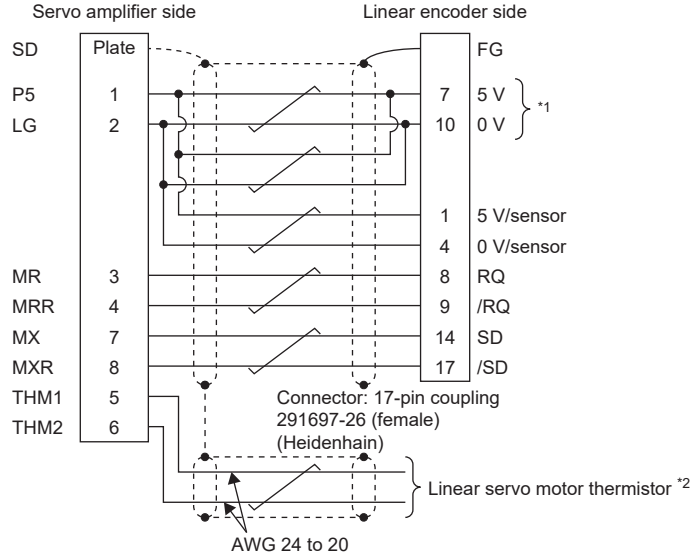 Servo amplifier side Linear encoder side
SD Plate FG
P5 1 7 5 V *1
LG 2 10 0 V
1 5 V/sensor
4 0 V/sensor
MR 3 8 RQ
MRR 4 9 /RQ
MX 7 14 SD
MXR 8 17 /SD
THM1 5 Connector: 17-pin coupling
291697-26 (female)
THM2 6
(Heidenhain)
Linear servo motor thermistor *2
AWG 24 to 20